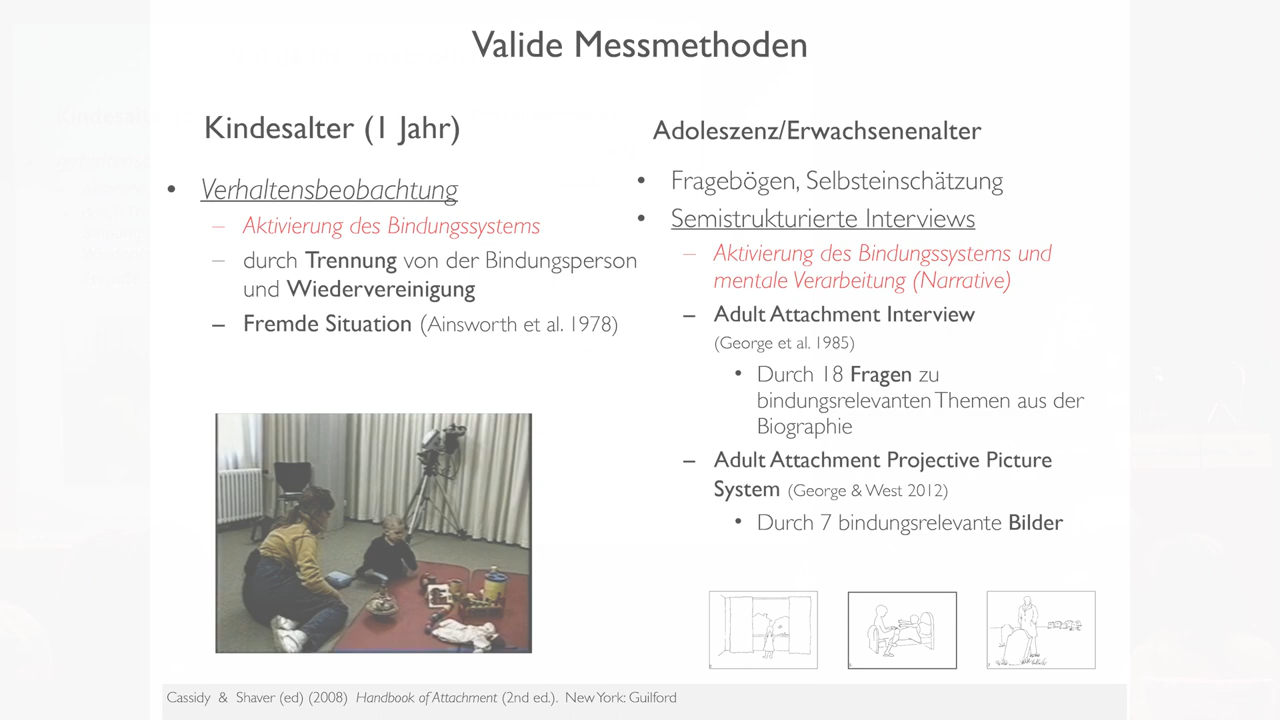 Valide Messmethoden
Kindesalter (1 Jahr)
• Verhaltensbeobachtung
– Aktivierung des Bindungssystems
– durch Trennung von der Bindungsperson
und Wiedervereinigung
– Fremde Situation (Ainsworth et al. 1978)
Adoleszenz/Erwachsenenalter
• Fragebögen, Selbsteinschätzung
• Semistrukturierte Interviews
– Aktivierung des Bindungssystems und
mentale Verarbeitung (Narrative)
– Adult Attachment Interview
(George et al. 1985)
• Durch 18 Fragen zu
bindungsrelevanten Themen aus der
Biographie
– Adult Attachment Projective Picture
System (George & West 2012)
• Durch 7 bindungsrelevante Bilder
Cassidy & Shaver (ed) (2008) Handbook of Attachment (2nd ed.). New York: Guilford